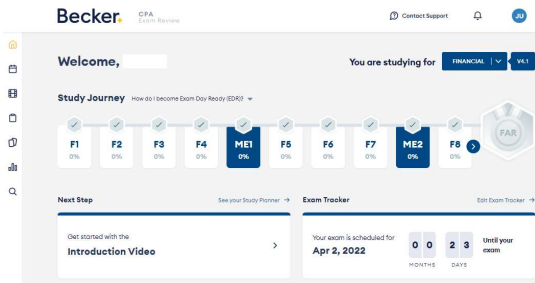 Becker.
CPA
Exam Review
Contact Support
JU
Welcome,
You are studying for
FINANCIAL
V4.1
Study Journey
How do I become Exam Day Ready (EDR)?
F1
0%
F2
0%
F3
0%
F4
0%
ME1
0%
F5
0%
F6
0%
F7
0%
ME2
0%
F8
0%
FAR
Next Step
See your Study Planner →
Exam Tracker
Edit Exam Tracker →
Get started with the
Introduction Video
Your exam is scheduled for
Apr 2, 2022
0 0
MONTHS
2 3
DAYS
Until your
exam